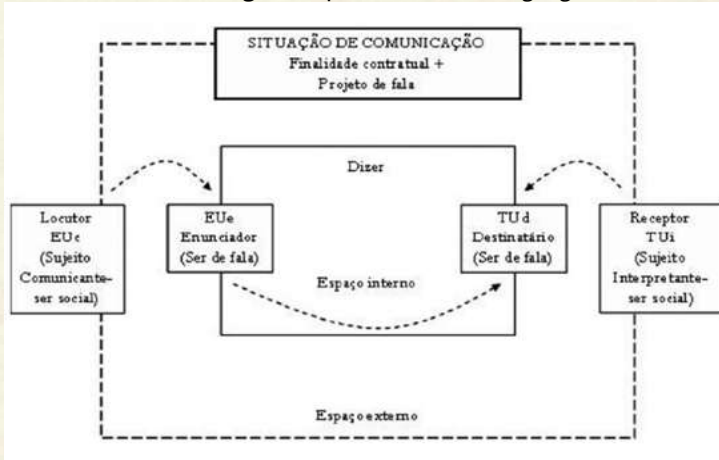 SITUAÇÃO DE COMUNICAÇÃO
Finalidade contratual +
Projeto de fala
Dizer
Locutor
EUc
(Sujeito
Comunicante-
ser social)
EUe
Enunciador
(Ser de fala)
TUd
Destinatário
(Ser de fala)
Receptor
TUi
(Sujeito
Interpretante-
ser social)
Espaço interno
Espaço externo